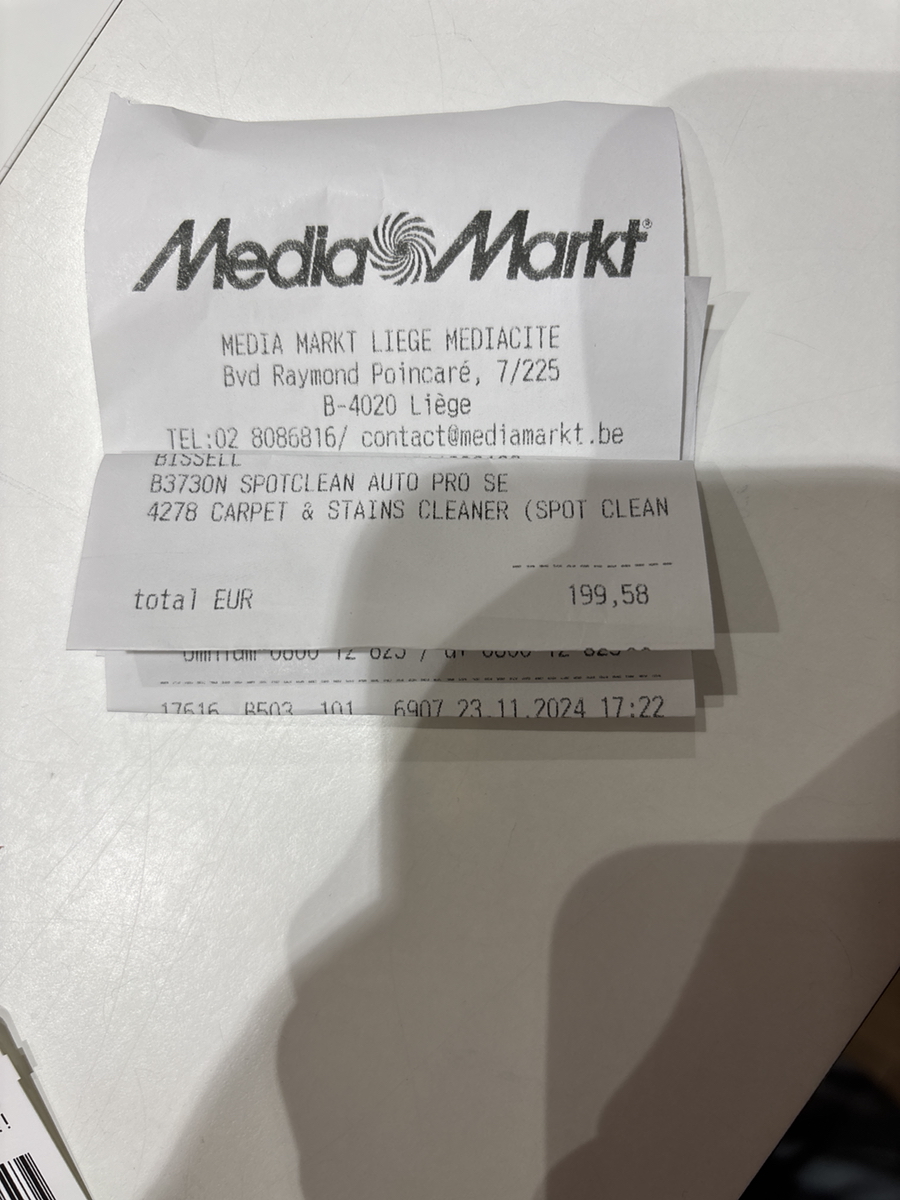 Media Markt®
MEDIA MARKT LIEGE MEDIACITE
Bvd Raymond Poincaré, 7/225
B-4020 Liège
TEL:02 8086816/ contact@mediamarkt.be
BISSELL
B3730N SPOTCLEAN AUTO PRO SE
4278 CARPET & STAINS CLEANER (SPOT CLEAN
total EUR 199,58
17616 B503 101 6907 23.11.2024 17:22